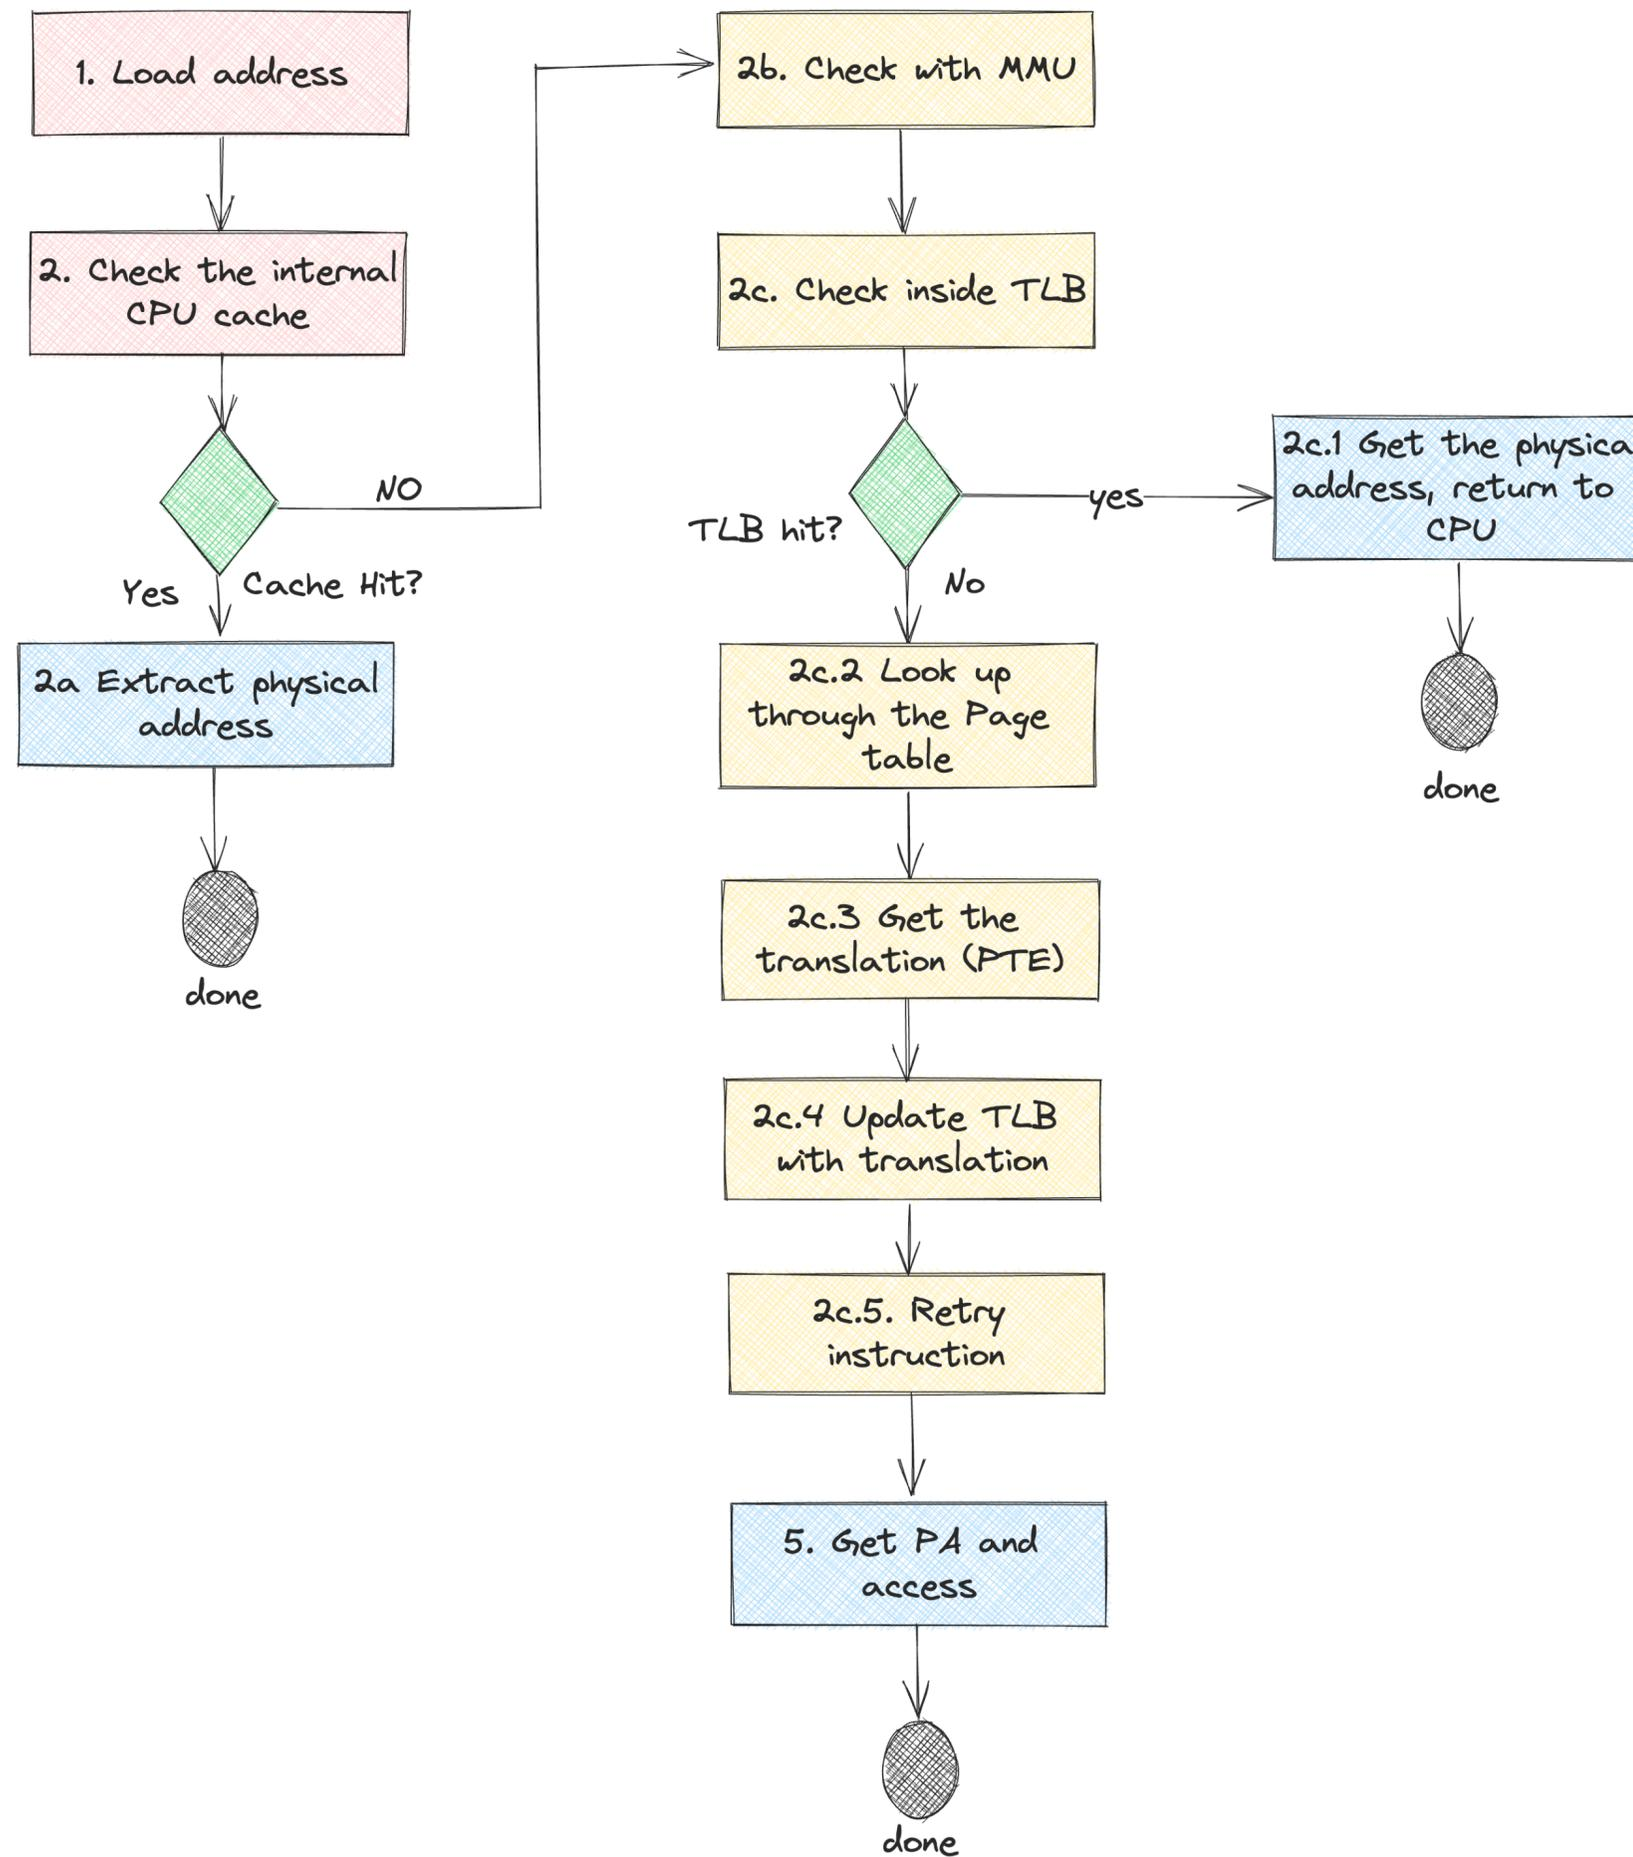 1. Load address
2. Check the internal
CPU cache
NO
Yes
Cache Hit?
2a Extract physical
address
done
2b. Check with MMU
2c. Check inside TLB
TLB hit?
yes
No
2c.1 Get the physica
address, return to
CPU
done
2c.2 Look up
through the Page
table
2c.3 Get the
translation (PTE)
2c.4 Update TLB
with translation
2c.5. Retry
instruction
5. Get PA and
access
done